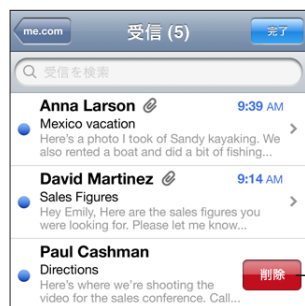 me.com 受信 (5) 完了
受信を検索
Anna Larson 9:39 AM
Mexico vacation
Here's a photo I took of Sandy kayaking. We
also rented a boat and did a bit of fishing...
David Martinez 9:14 AM
Sales Figures
Hey Emily, Here are the sales figures you
were looking for. Please let me know...
Paul Cashman
Directions 削除
Here's where we're shooting the
video for the sales conference. Call...